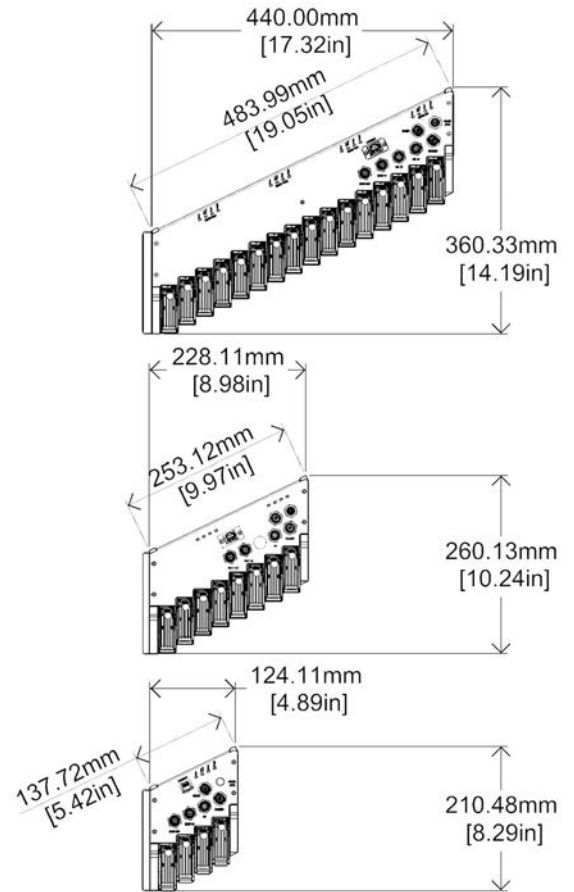 440.00mm
[17.32in]
483.99mm
[19.05in]
360.33mm
[14.19in]
228.11mm
[8.98in]
253.12mm
[9.97in]
260.13mm
[10.24in]
124.11mm
[4.89in]
137.72mm
[5.42in]
210.48mm
[8.29in]